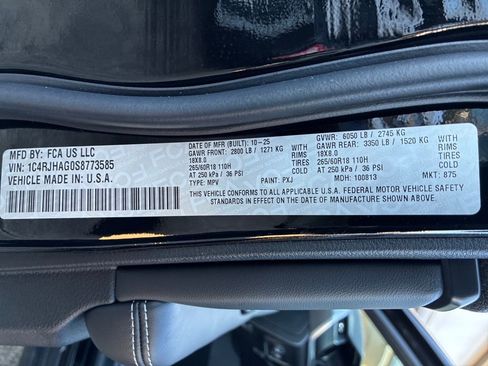 MFD BY: FCA US LLC
VIN: 1C4RJHAG0S8773585
VEHICLE MADE IN: U.S.A.
DATE OF MFR (BUILT): 10-25
GAWR FRONT: 2800 LB / 1271 KG
18X8.0 RIMS
265/60R18 110H TIRES
AT 250 kPa / 36 PSI COLD
TYPE: MPV PAINT: PXJ
GVWR: 6050 LB / 2745 KG
GAWR REAR: 3350 LB / 1520 KG
18X8.0 RIMS
265/60R18 110H TIRES
AT 250 kPa / 36 PSI COLD
MDH: 100813 MKT: 875
THIS VEHICLE CONFORMS TO ALL APPLICABLE U.S.A. FEDERAL MOTOR VEHICLE SAFETY
STANDARDS IN EFFECT ON THE DATE OF MANUFACTURE SHOWN ABOVE.